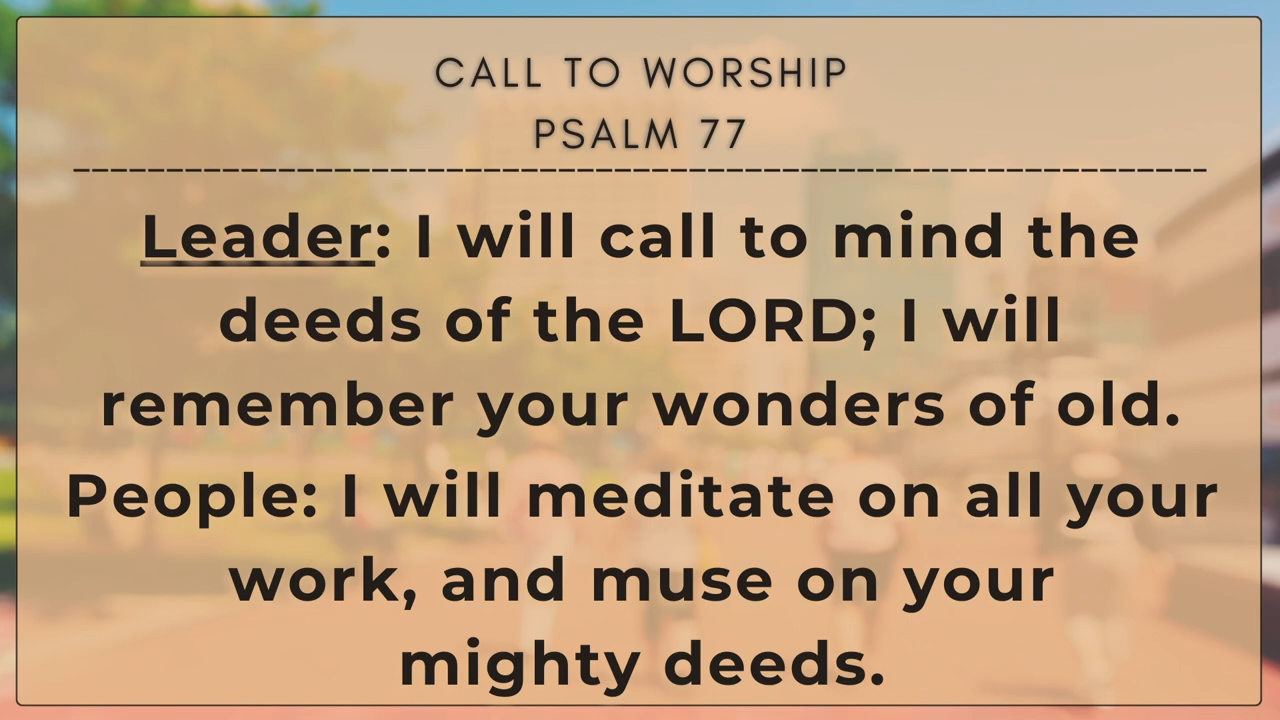 CALL TO WORSHIP
PSALM 77
Leader: I will call to mind the
deeds of the LORD; I will
remember your wonders of old.
People: I will meditate on all your
work, and muse on your
mighty deeds.